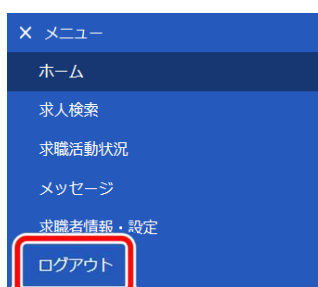 × メニュー
ホーム
求人検索
求職活動状況
メッセージ
求職者情報・設定
ログアウト